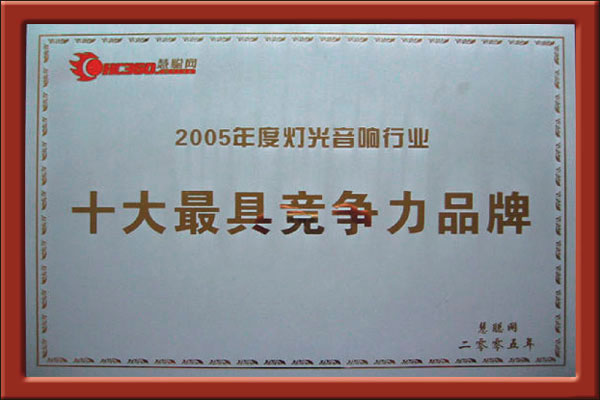 HC360.慧聪网
2005年度灯光音响行业
十大最具竞争力品牌
慧聪网
二零零五年